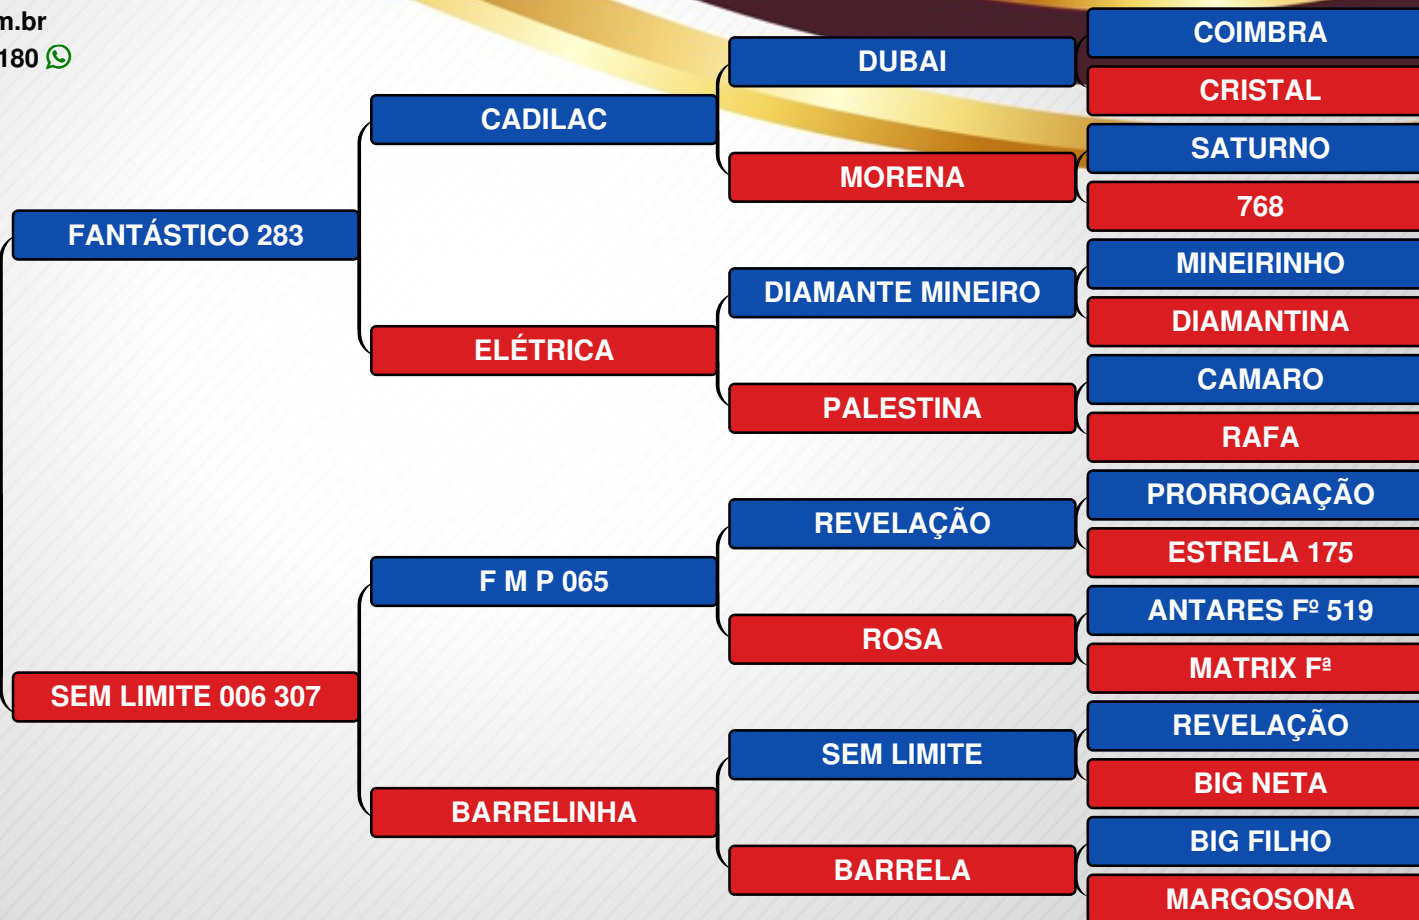 m.br
180
COIMBRA
DUBAI
CRISTAL
CADILAC
SATURNO
MORENA
768
FANTÁSTICO 283
MINEIRINHO
DIAMANTE MINEIRO
DIAMANTINA
ELÉTRICA
CAMARO
PALESTINA
RAFA
PRORROGAÇÃO
REVELAÇÃO
ESTRELA 175
F M P 065
ANTARES Fº 519
ROSA
MATRIX Fª
SEM LIMITE 006 307
REVELAÇÃO
SEM LIMITE
BIG NETA
BARRELINHA
BIG FILHO
BARRELA
MARGOSONA